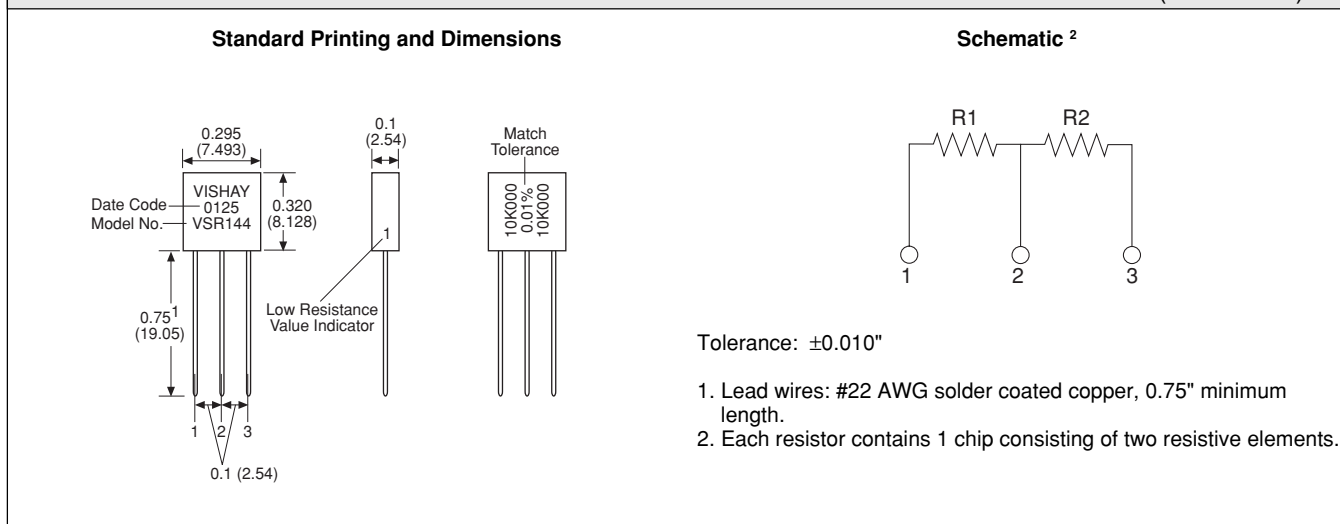 Standard Printing and Dimensions
0.295
(7.493)
VISHAY
0125
VSR144
Date Code
Model No.
0.320
(8.128)
0.75 1
(19.05)
1 2 3
0.1 (2.54)
0.1
(2.54)
1
Low Resistance
Value Indicator
Match
Tolerance
10K000
0.01%
10K000
Schematic 2
R1 R2
1 2 3
Tolerance: ±0.010"
1. Lead wires: #22 AWG solder coated copper, 0.75" minimum
length.
2. Each resistor contains 1 chip consisting of two resistive elements.